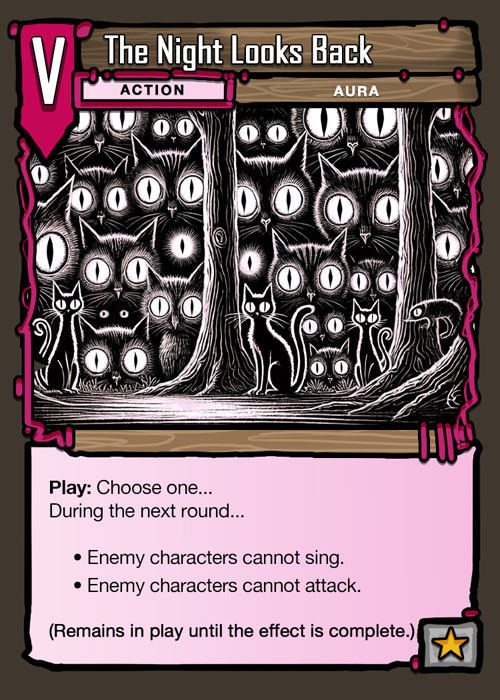 V
The Night Looks Back
ACTION
AURA
Play: Choose one...
During the next round...
• Enemy characters cannot sing.
• Enemy characters cannot attack.
(Remains in play until the effect is complete.)